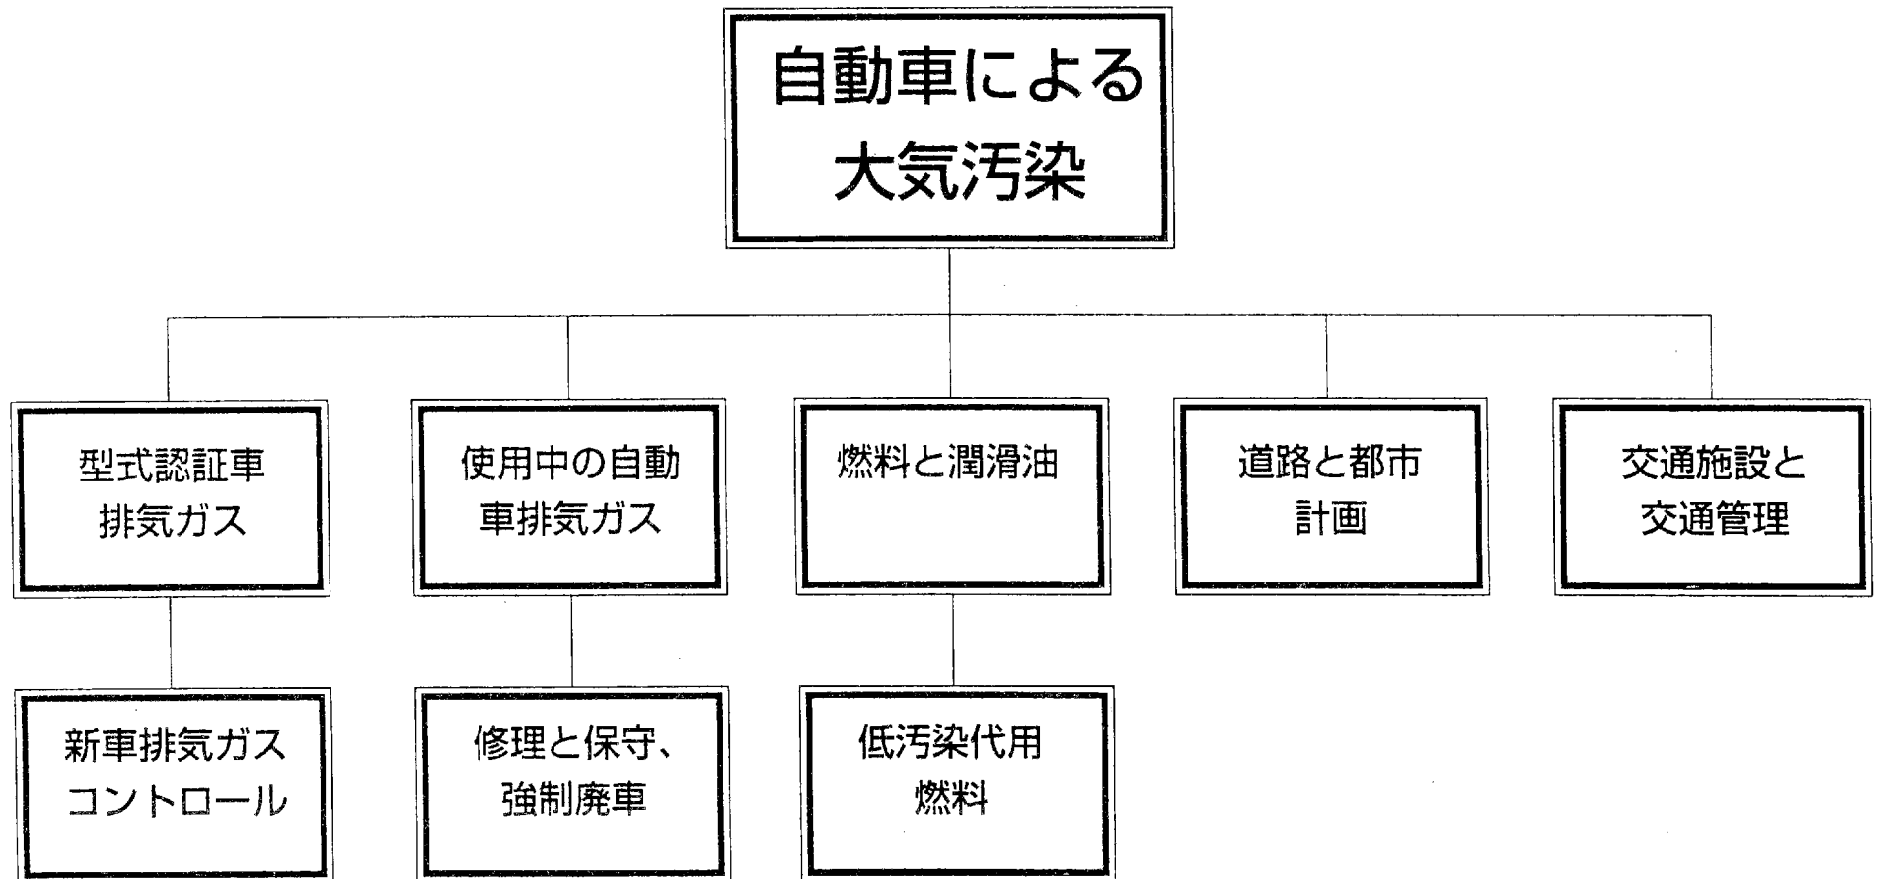 自動車による
大気汚染
型式認証車
排気ガス
使用中の自動
車排気ガス
燃料と潤滑油
道路と都市
計画
交通施設と
交通管理
新車排気ガス
コントロール
修理と保守、
強制廃車
低汚染代用
燃料